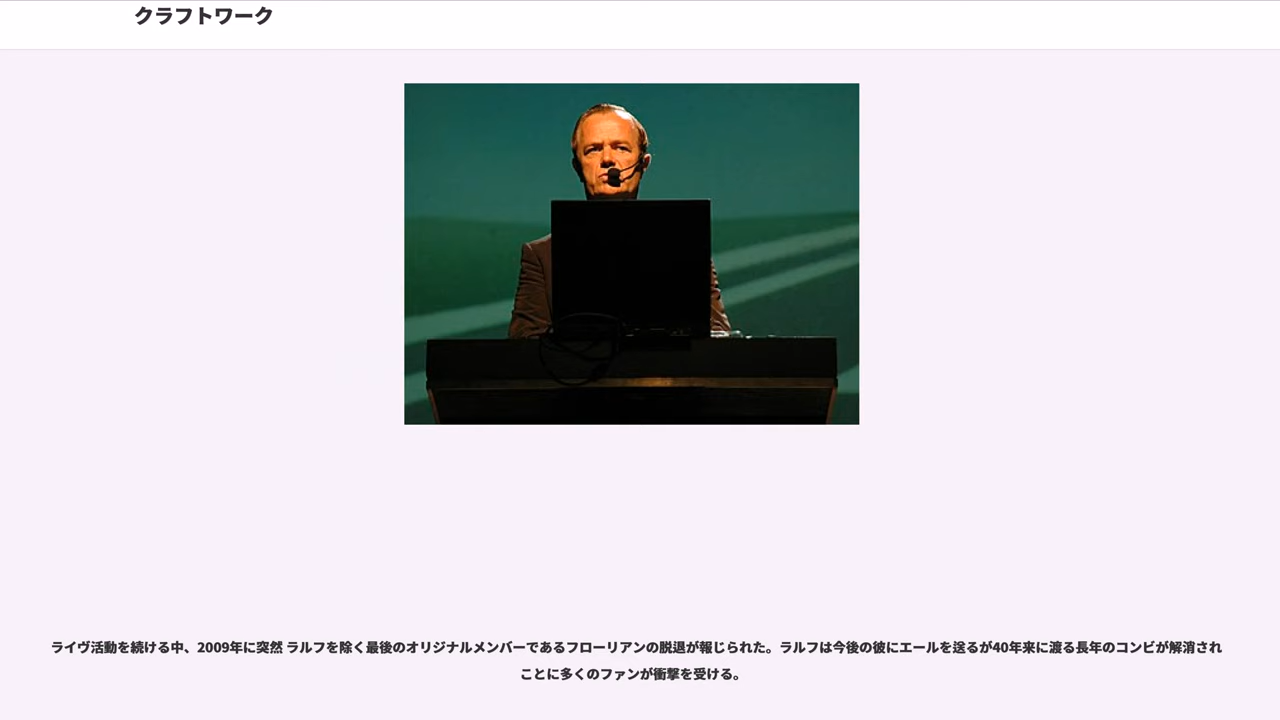 クラフトワーク
ライヴ活動を続ける中、2009年に突然 ラルフを除く最後のオリジナルメンバーであるフローリアンの脱退が報じられた。ラルフは今後の彼にエールを送るが40年来に渡る長年のコンビが解消され
ことに多くのファンが衝撃を受ける。